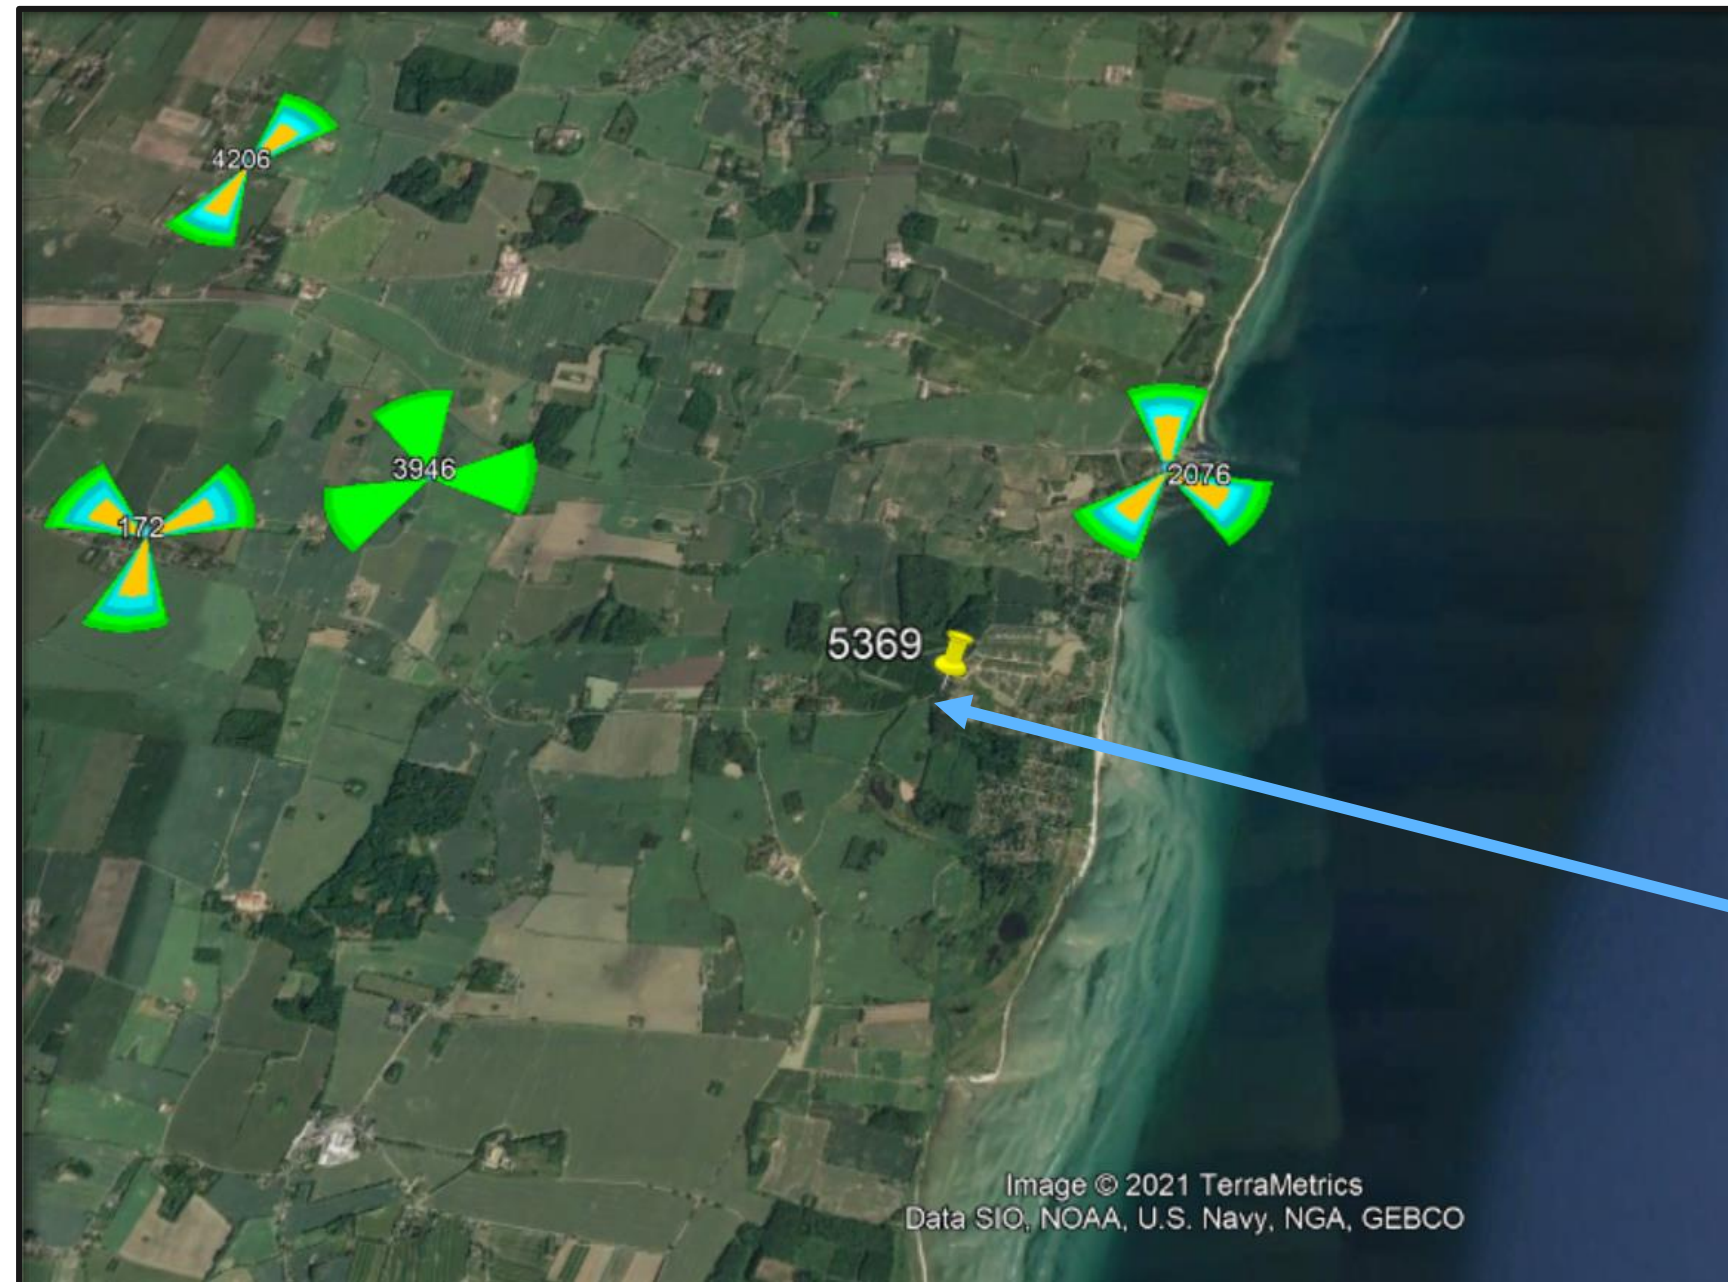 4206
3946
2076
172
5369
Image © 2021 TerraMetrics
Data SIO, NOAA, U.S. Navy, NGA, GEBCO